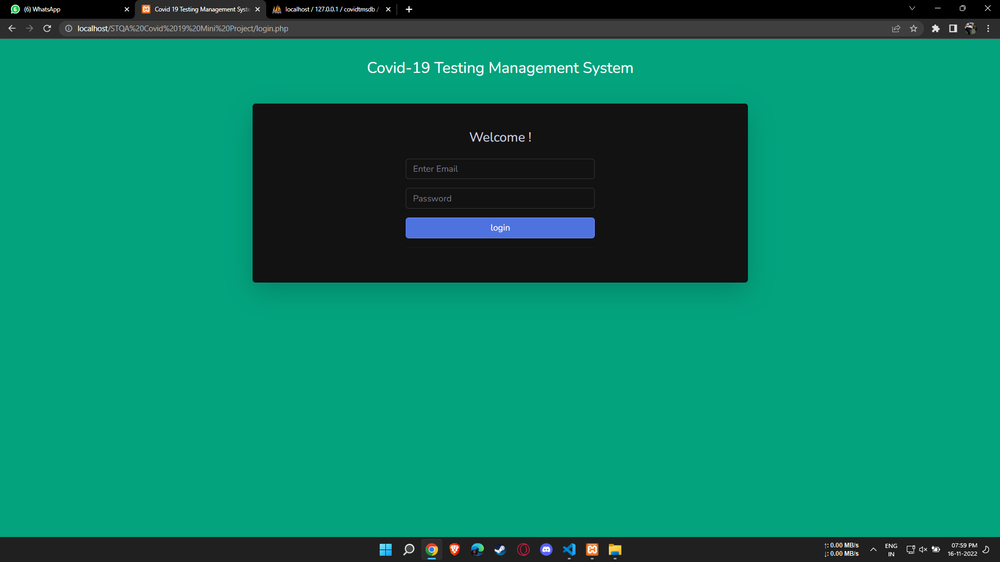 6 (6) WhatsApp
Covid 19 Testing Management Syste
localhost / 127.0.0.1 / covidtmsdb /
localhost/STQA%20Covid%2019%20Mini%20Project/login.php
Covid-19 Testing Management System
Welcome !
Enter Email
Password
login
↑: 0.00 MB/s
↓: 0.00 MB/s
ENG
IN
07:59 PM
16-11-2022